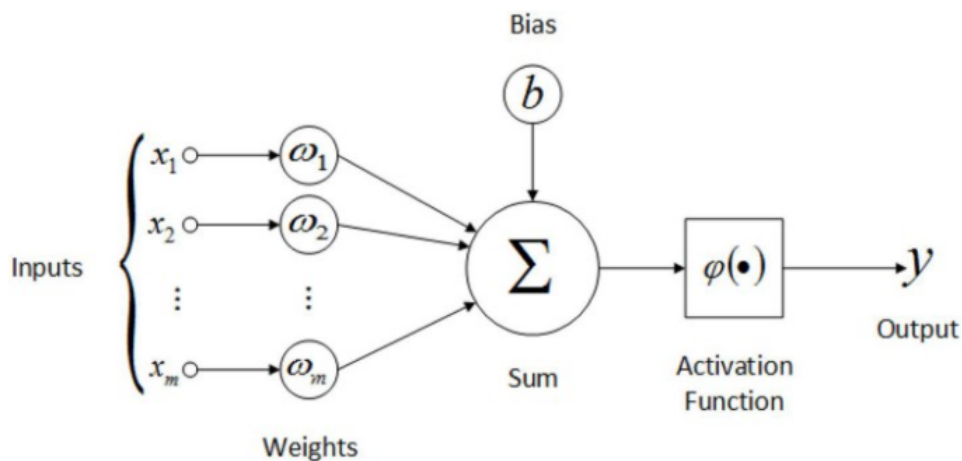 Bias
b
x₁ ω₁
x₂ ω₂
Inputs
⋮ ⋮
Σ
φ(•)
y
Output
xₘ ωₘ
Sum
Activation
Function
Weights